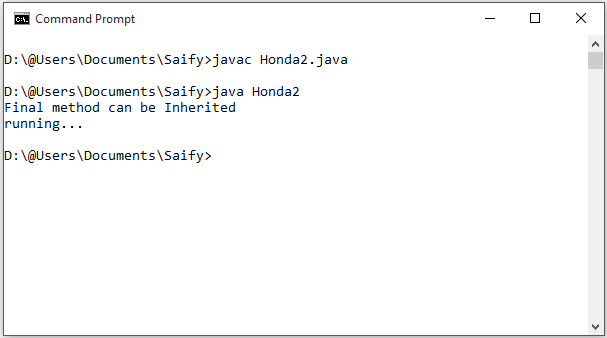 Command Prompt
D:\@Users\Documents\Saify>javac Honda2.java
D:\@Users\Documents\Saify>java Honda2
Final method can be Inherited
running...
D:\@Users\Documents\Saify>